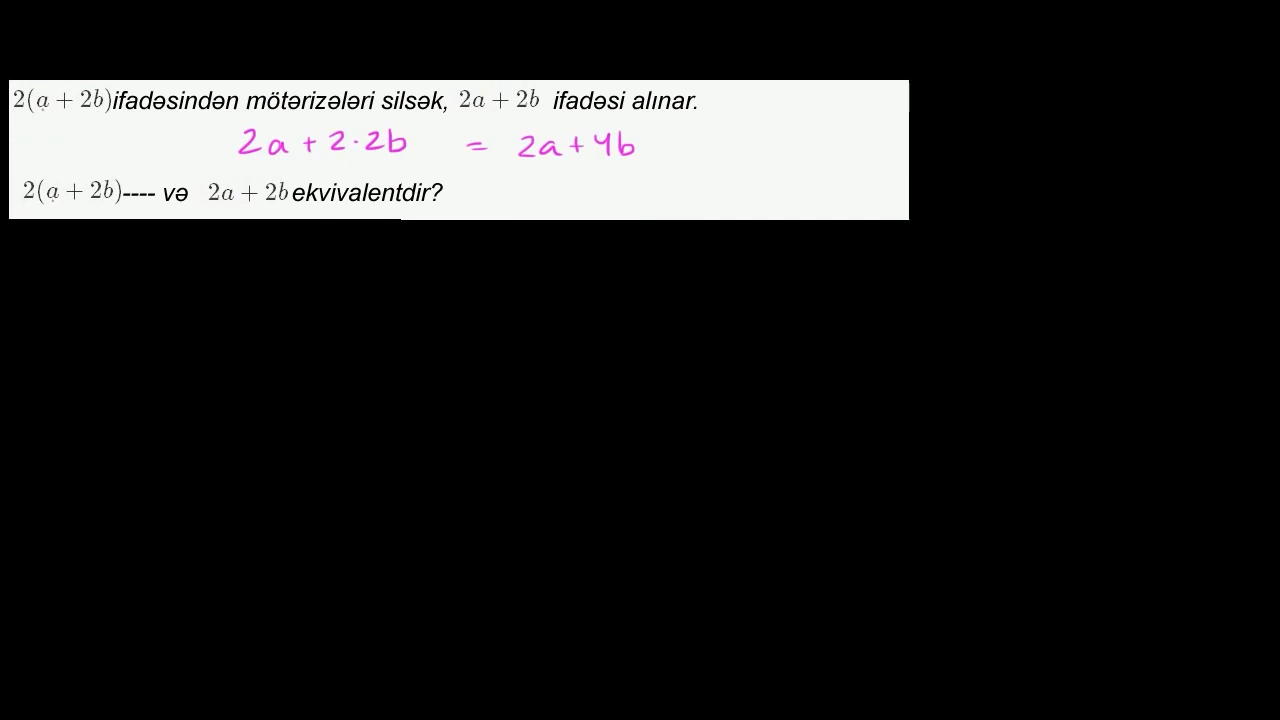 2(a + 2b) ifadəsindən mötərizələri silsək, 2a + 2b ifadəsi alınar.
2a + 2·2b = 2a + 4b
2(a + 2b)---- və 2a + 2b ekvivalentdir?